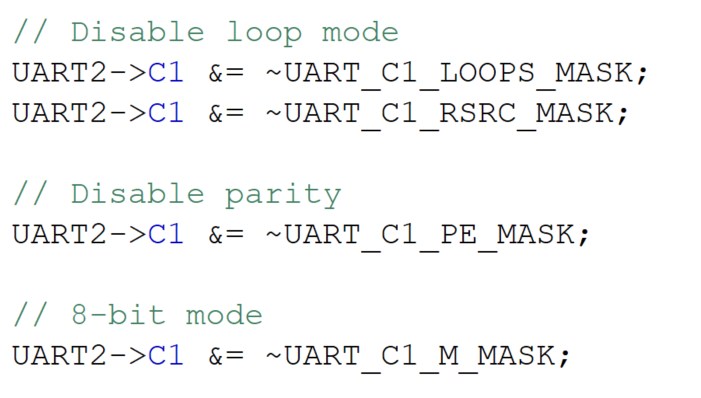 // Disable loop mode
UART2->C1 &= ~UART_C1_LOOPS_MASK;
UART2->C1 &= ~UART_C1_RSRC_MASK;
// Disable parity
UART2->C1 &= ~UART_C1_PE_MASK;
// 8-bit mode
UART2->C1 &= ~UART_C1_M_MASK;